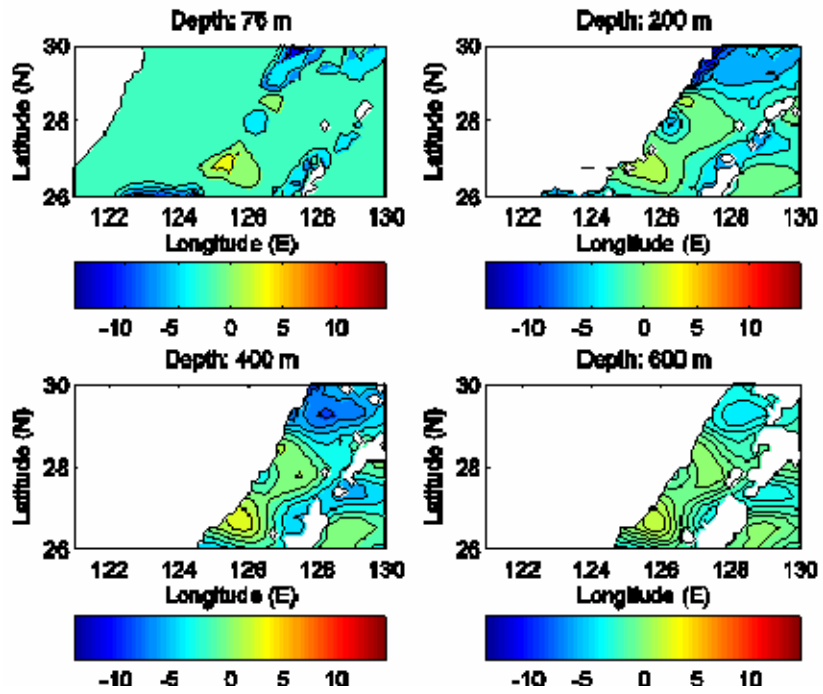 Depth: 75 m
Depth: 200 m
30
28
26
Latitude (N)
122 124 126 128 130
Longitude (E)
30
28
26
Latitude (N)
122 124 126 128 130
Longitude (E)
-10 -5 0 5 10
-10 -5 0 5 10
Depth: 400 m
Depth: 600 m
30
28
26
Latitude (N)
122 124 126 128 130
Longitude (E)
30
28
26
Latitude (N)
122 124 126 128 130
Longitude (E)
-10 -5 0 5 10
-10 -5 0 5 10